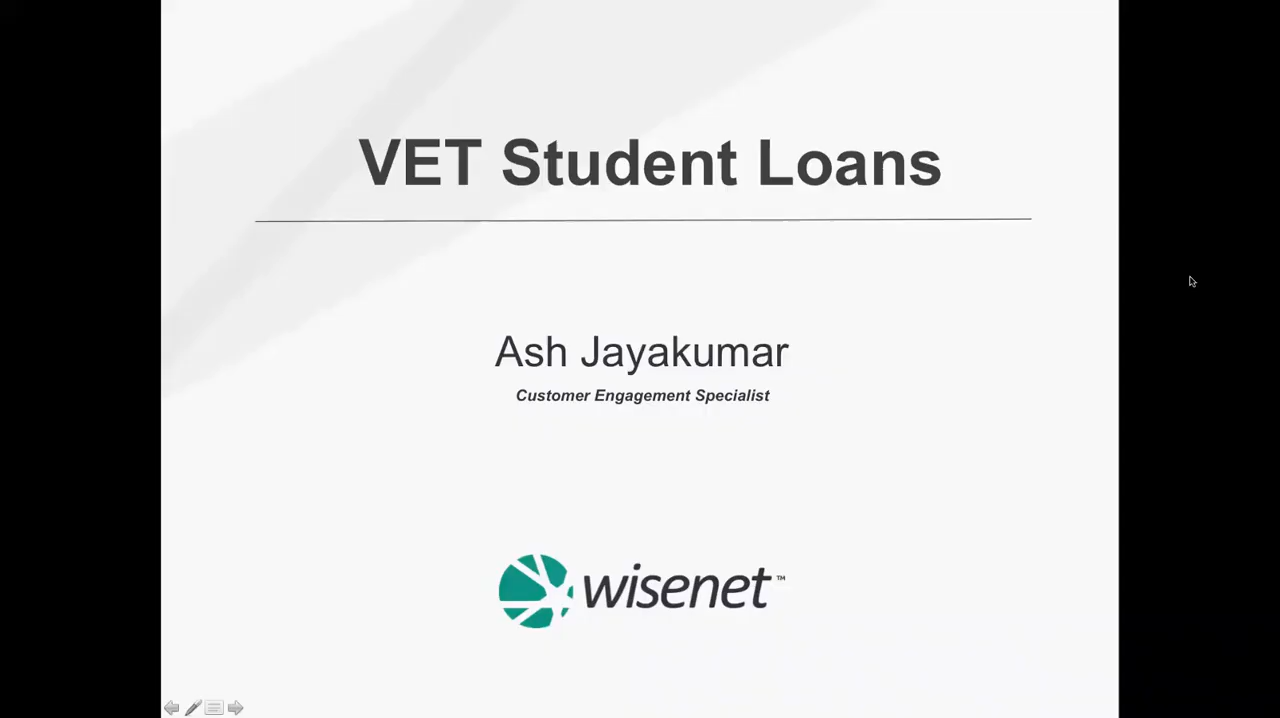 VET Student Loans
Ash Jayakumar
Customer Engagement Specialist
wisenet™